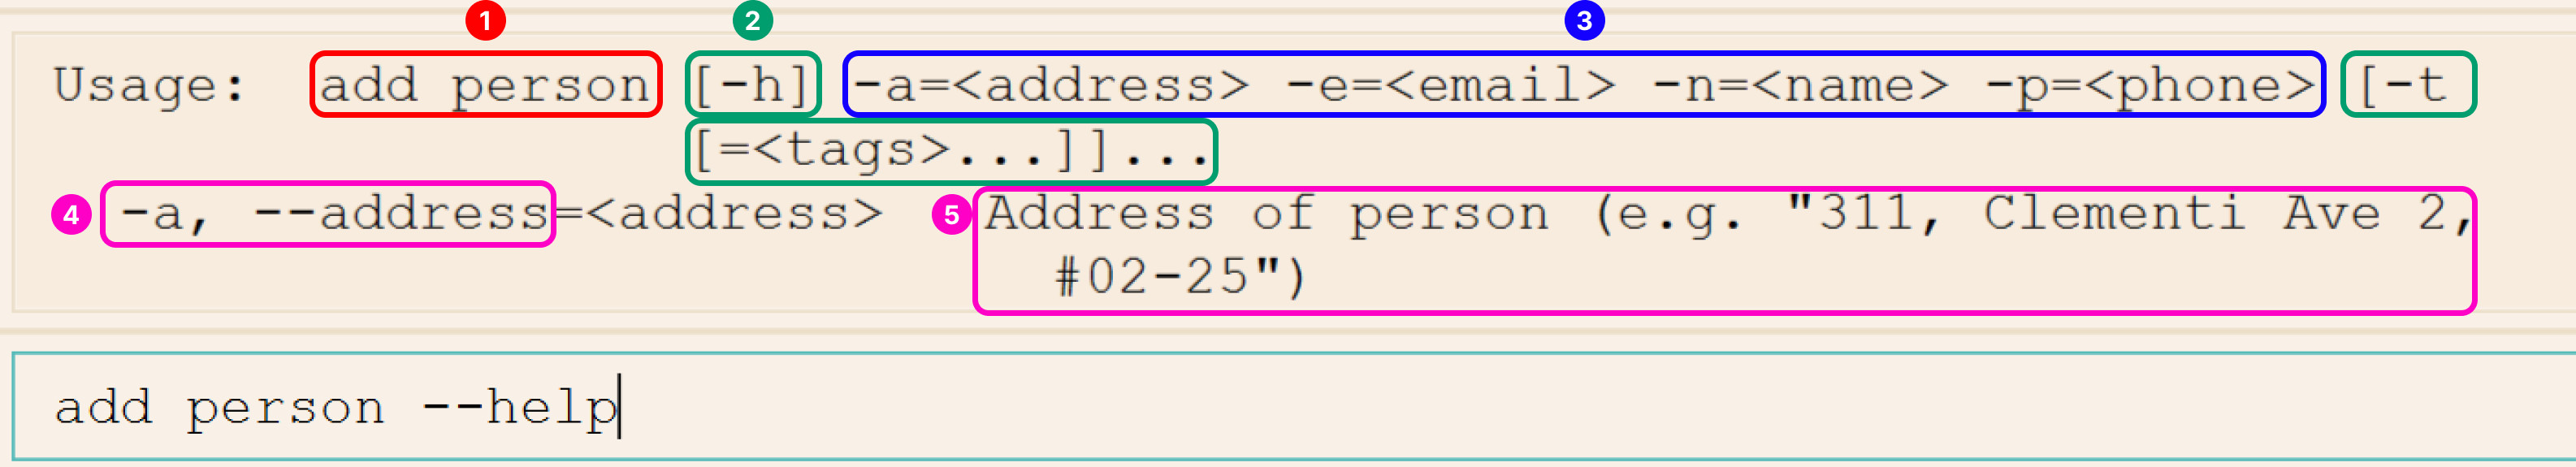 1 2 3
Usage: add person [-h] -a=<address> -e=<email> -n=<name> -p=<phone> [-t
[=<tags>...]]...
4 -a, --address=<address> 5 Address of person (e.g. "311, Clementi Ave 2,
#02-25")
add person --help